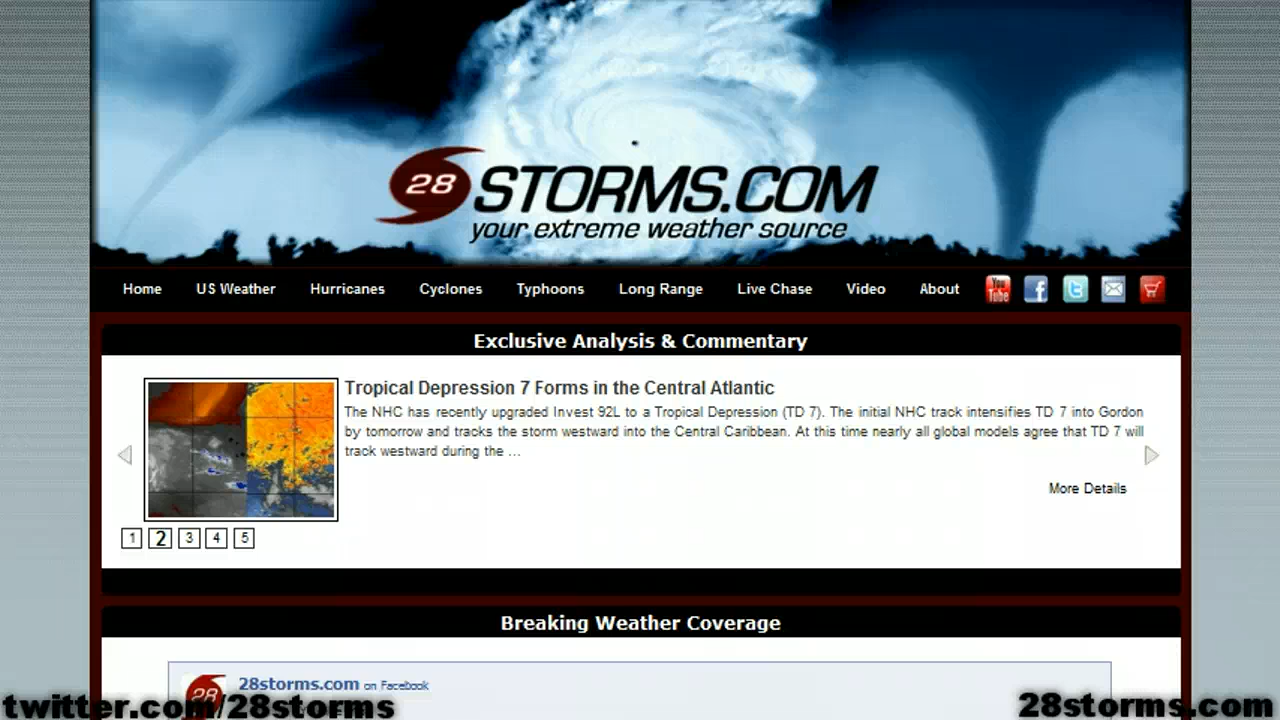 28 STORMS.COM
your extreme weather source
Home US Weather Hurricanes Cyclones Typhoons Long Range Live Chase Video About You Tube f t
Exclusive Analysis & Commentary
Tropical Depression 7 Forms in the Central Atlantic
The NHC has recently upgraded Invest 92L to a Tropical Depression (TD 7). The initial NHC track intensifies TD 7 into Gordon
by tomorrow and tracks the storm westward into the Central Caribbean. At this time nearly all global models agree that TD 7 will
track westward during the ...
More Details
1 2 3 4 5
Breaking Weather Coverage
28storms.com on Facebook
28
twitter.com/28storms
28storms.com